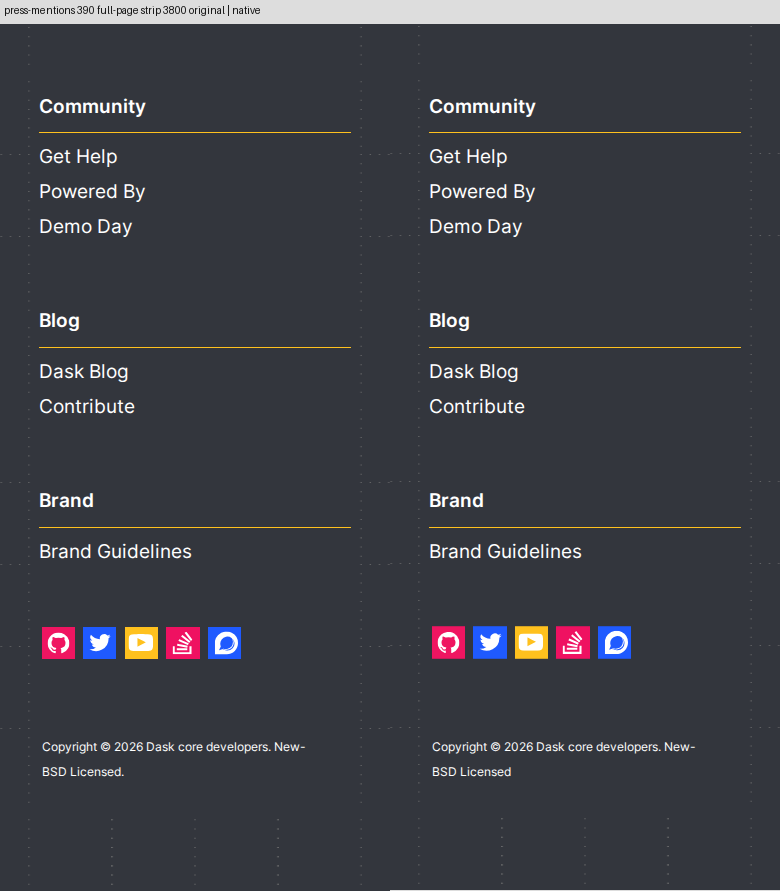 press-mentions 390 full-page strip 3800 original | native
Community
Get Help
Powered By
Demo Day
Blog
Dask Blog
Contribute
Brand
Brand Guidelines
Copyright © 2026 Dask core developers. New-
BSD Licensed.
Community
Get Help
Powered By
Demo Day
Blog
Dask Blog
Contribute
Brand
Brand Guidelines
Copyright © 2026 Dask core developers. New-
BSD Licensed